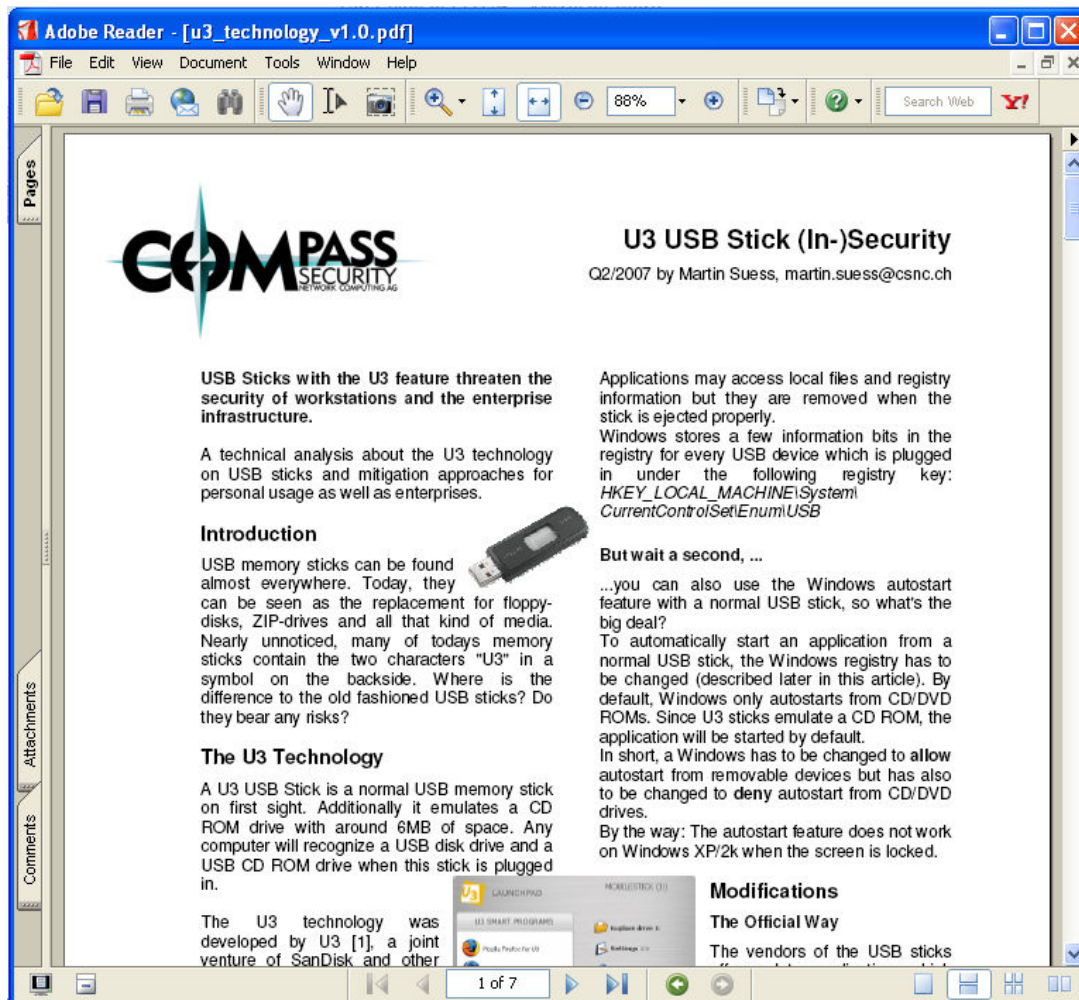 Adobe Reader - [u3_technology_v1.0.pdf]
File Edit View Document Tools Window Help
88%
Search Web
Y!
Pages
Attachments
Comments
COMPASS
SECURITY
NETWORK COMPUTING AG
U3 USB Stick (In-)Security
Q2/2007 by Martin Suess, martin.suess@csnc.ch
USB Sticks with the U3 feature threaten the
security of workstations and the enterprise
infrastructure.
A technical analysis about the U3 technology
on USB sticks and mitigation approaches for
personal usage as well as enterprises.
Introduction
USB memory sticks can be found
almost everywhere. Today, they
can be seen as the replacement for floppy-
disks, ZIP-drives and all that kind of media.
Nearly unnoticed, many of todays memory
sticks contain the two characters "U3" in a
symbol on the backside. Where is the
difference to the old fashioned USB sticks? Do
they bear any risks?
The U3 Technology
A U3 USB Stick is a normal USB memory stick
on first sight. Additionally it emulates a CD
ROM drive with around 6MB of space. Any
computer will recognize a USB disk drive and a
USB CD ROM drive when this stick is plugged
in.
The U3 technology was
developed by U3 [1], a joint
venture of SanDisk and other
U3 LAUNCHPAD
MOBILESTICK (J:)
U3 SMART PROGRAMS
Mozilla Firefox for U3
Explore drive
Settings
Applications may access local files and registry
information but they are removed when the
stick is ejected properly.
Windows stores a few information bits in the
registry for every USB device which is plugged
in under the following registry key:
HKEY_LOCAL_MACHINE\System\
CurrentControlSet\Enum\USB
But wait a second, ...
...you can also use the Windows autostart
feature with a normal USB stick, so what's the
big deal?
To automatically start an application from a
normal USB stick, the Windows registry has to
be changed (described later in this article). By
default, Windows only autostarts from CD/DVD
ROMs. Since U3 sticks emulate a CD ROM, the
application will be started by default.
In short, a Windows has to be changed to allow
autostart from removable devices but has also
to be changed to deny autostart from CD/DVD
drives.
By the way: The autostart feature does not work
on Windows XP/2k when the screen is locked.
Modifications
The Official Way
The vendors of the USB sticks
1 of 7